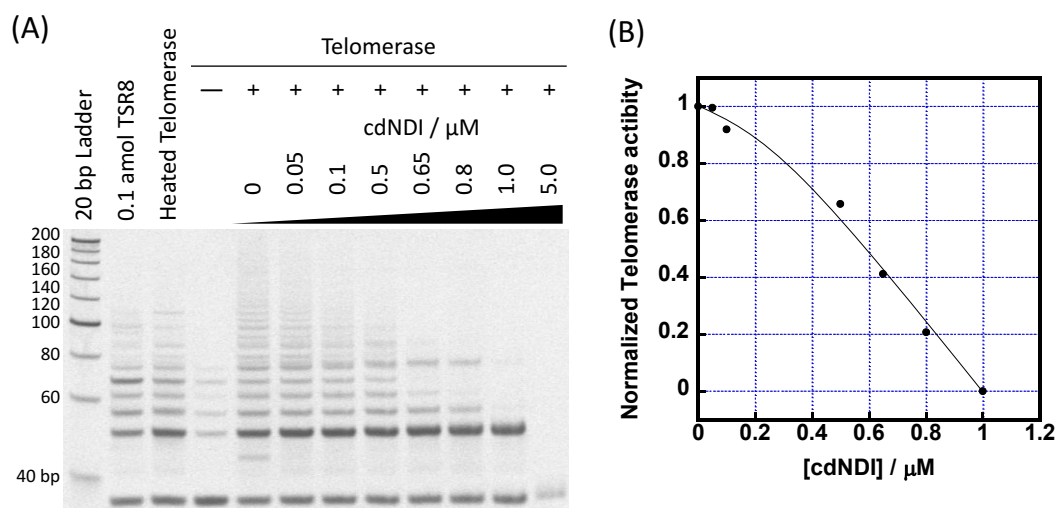 (A)
Telomerase
20 bp Ladder
0.1 amol TSR8
Heated Telomerase
— + + + + + + + +
cdNDI / μM
0
0.05
0.1
0.5
0.65
0.8
1.0
5.0
200
180
160
140
120
100
80
60
40 bp
(B)
Normalized Telomerase actibity
1
0.8
0.6
0.4
0.2
0
0 0.2 0.4 0.6 0.8 1 1.2
[cdNDI] / μM